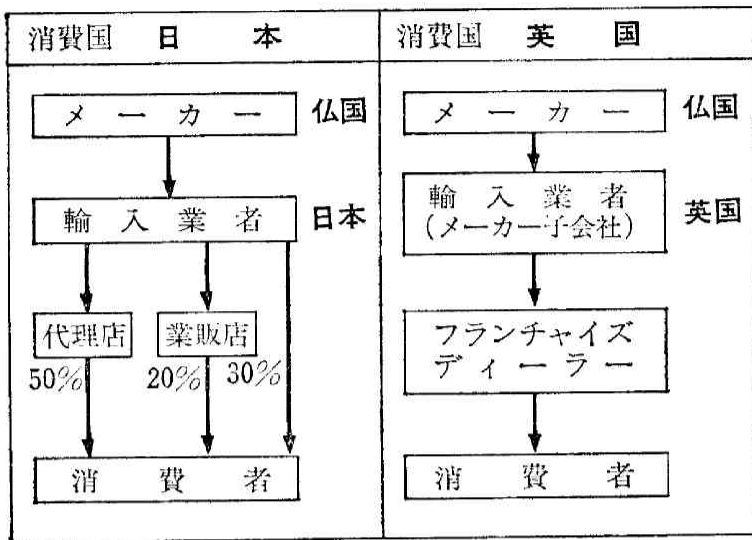 消費国 日 本
メ ー カ ー 仏国
輸 入 業 者 日本
代理店 業販店
50% 20% 30%
消 費 者
消費国 英 国
メ ー カ ー 仏国
輸 入 業 者
(メーカー子会社) 英国
フランチャイズ
ディーラー
消 費 者